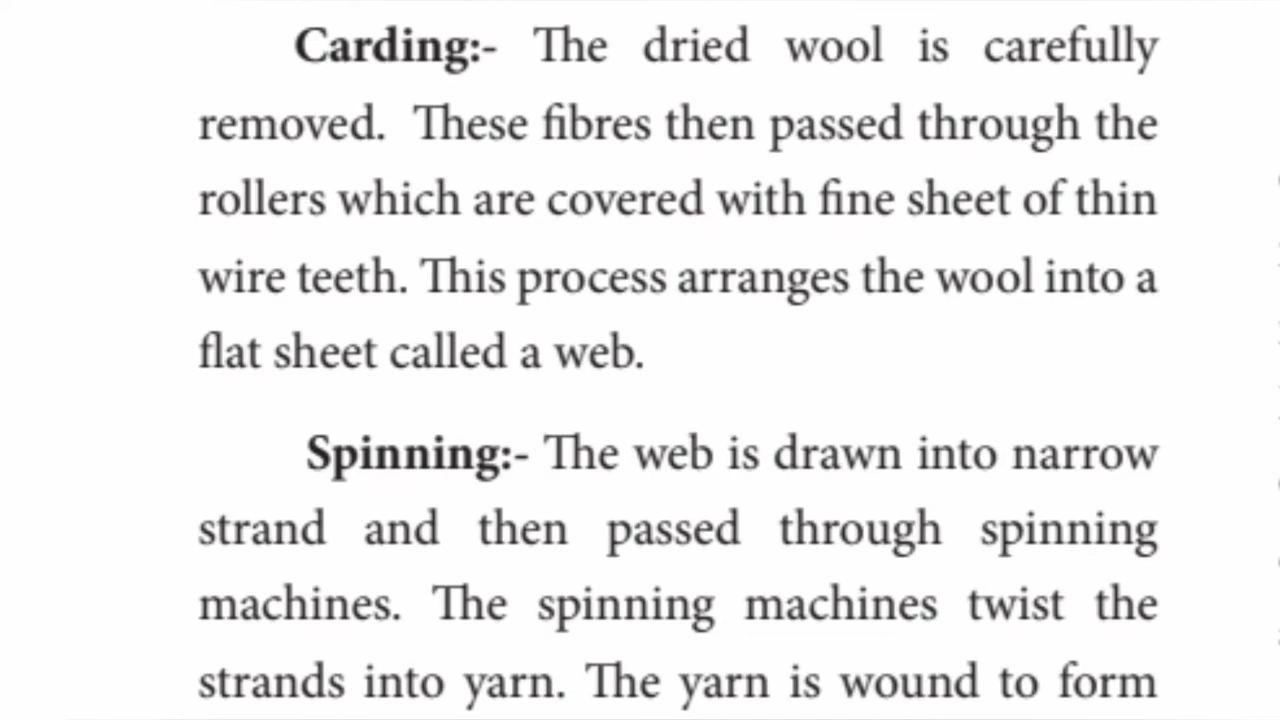 Carding:- The dried wool is carefully
removed. These fibres then passed through the
rollers which are covered with fine sheet of thin
wire teeth. This process arranges the wool into a
flat sheet called a web.
Spinning:- The web is drawn into narrow
strand and then passed through spinning
machines. The spinning machines twist the
strands into yarn. The yarn is wound to form